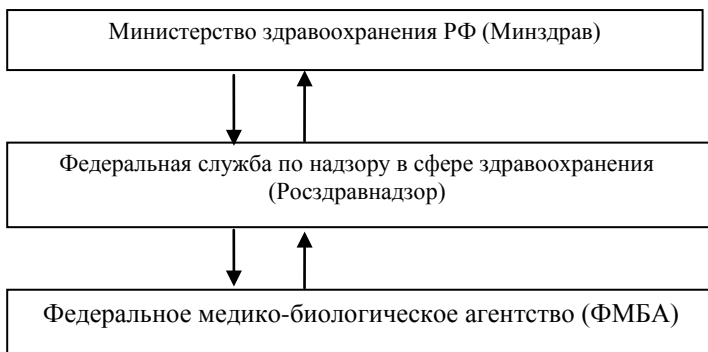 Министерство здравоохранения РФ (Минздрав)
Федеральная служба по надзору в сфере здравоохранения
(Росздравнадзор)
Федеральное медико-биологическое агентство (ФМБА)